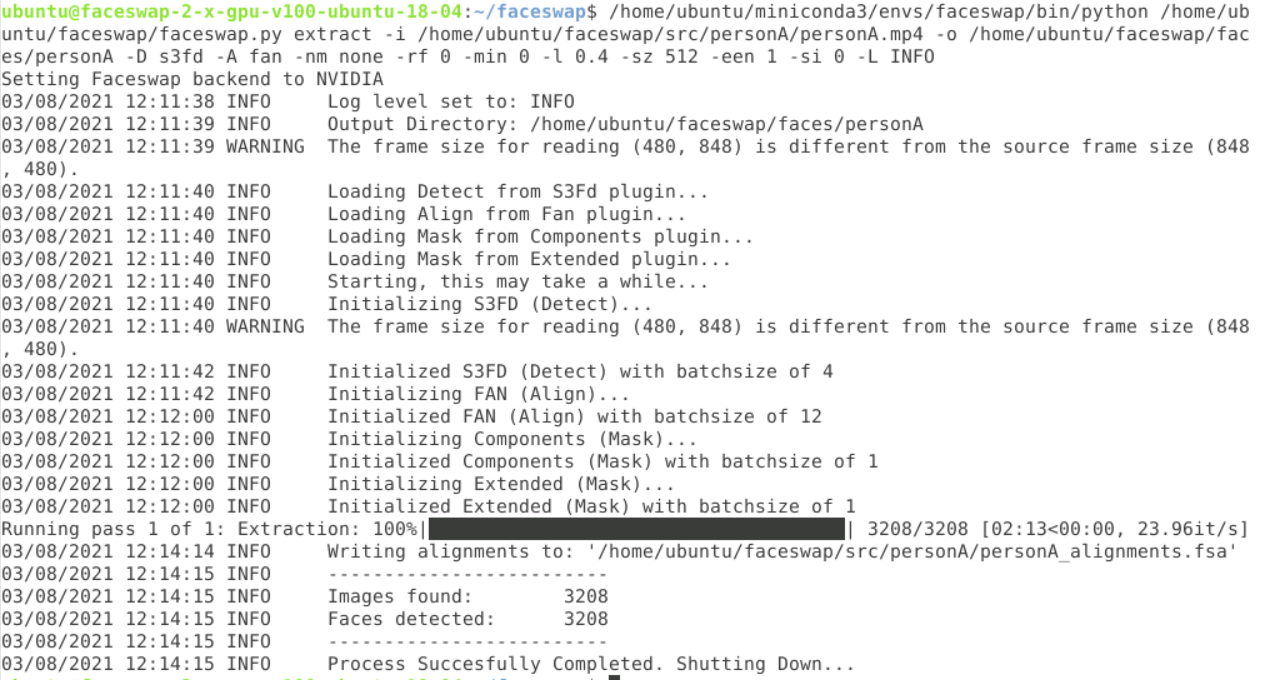 ubuntu@faceswap-2-x-gpu-v100-ubuntu-18-04:~/faceswap$ /home/ubuntu/miniconda3/envs/faceswap/bin/python /home/ub
untu/faceswap/faceswap.py extract -i /home/ubuntu/faceswap/src/personA/personA.mp4 -o /home/ubuntu/faceswap/fac
es/personA -D s3fd -A fan -nm none -rf 0 -min 0 -l 0.4 -sz 512 -een 1 -si 0 -L INFO
Setting Faceswap backend to NVIDIA
03/08/2021 12:11:38 INFO     Log level set to: INFO
03/08/2021 12:11:39 INFO     Output Directory: /home/ubuntu/faceswap/faces/personA
03/08/2021 12:11:39 WARNING  The frame size for reading (480, 848) is different from the source frame size (848
, 480).
03/08/2021 12:11:40 INFO     Loading Detect from S3Fd plugin...
03/08/2021 12:11:40 INFO     Loading Align from Fan plugin...
03/08/2021 12:11:40 INFO     Loading Mask from Components plugin...
03/08/2021 12:11:40 INFO     Loading Mask from Extended plugin...
03/08/2021 12:11:40 INFO     Starting, this may take a while...
03/08/2021 12:11:40 INFO     Initializing S3FD (Detect)...
03/08/2021 12:11:40 WARNING  The frame size for reading (480, 848) is different from the source frame size (848
, 480).
03/08/2021 12:11:42 INFO     Initialized S3FD (Detect) with batchsize of 4
03/08/2021 12:11:42 INFO     Initializing FAN (Align)...
03/08/2021 12:12:00 INFO     Initialized FAN (Align) with batchsize of 12
03/08/2021 12:12:00 INFO     Initializing Components (Mask)...
03/08/2021 12:12:00 INFO     Initialized Components (Mask) with batchsize of 1
03/08/2021 12:12:00 INFO     Initializing Extended (Mask)...
03/08/2021 12:12:00 INFO     Initialized Extended (Mask) with batchsize of 1
Running pass 1 of 1: Extraction: 100%|| 3208/3208 [02:13<00:00, 23.96it/s]
03/08/2021 12:14:14 INFO     Writing alignments to: '/home/ubuntu/faceswap/src/personA/personA_alignments.fsa'
03/08/2021 12:14:15 INFO     -------------------------
03/08/2021 12:14:15 INFO     Images found:        3208
03/08/2021 12:14:15 INFO     Faces detected:      3208
03/08/2021 12:14:15 INFO     -------------------------
03/08/2021 12:14:15 INFO     Process Succesfully Completed. Shutting Down...